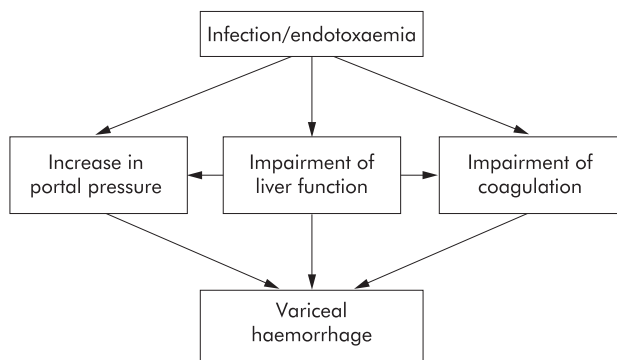 Infection/endotoxaemia
Increase in
portal pressure
Impairment of
liver function
Impairment of
coagulation
Variceal
haemorrhage